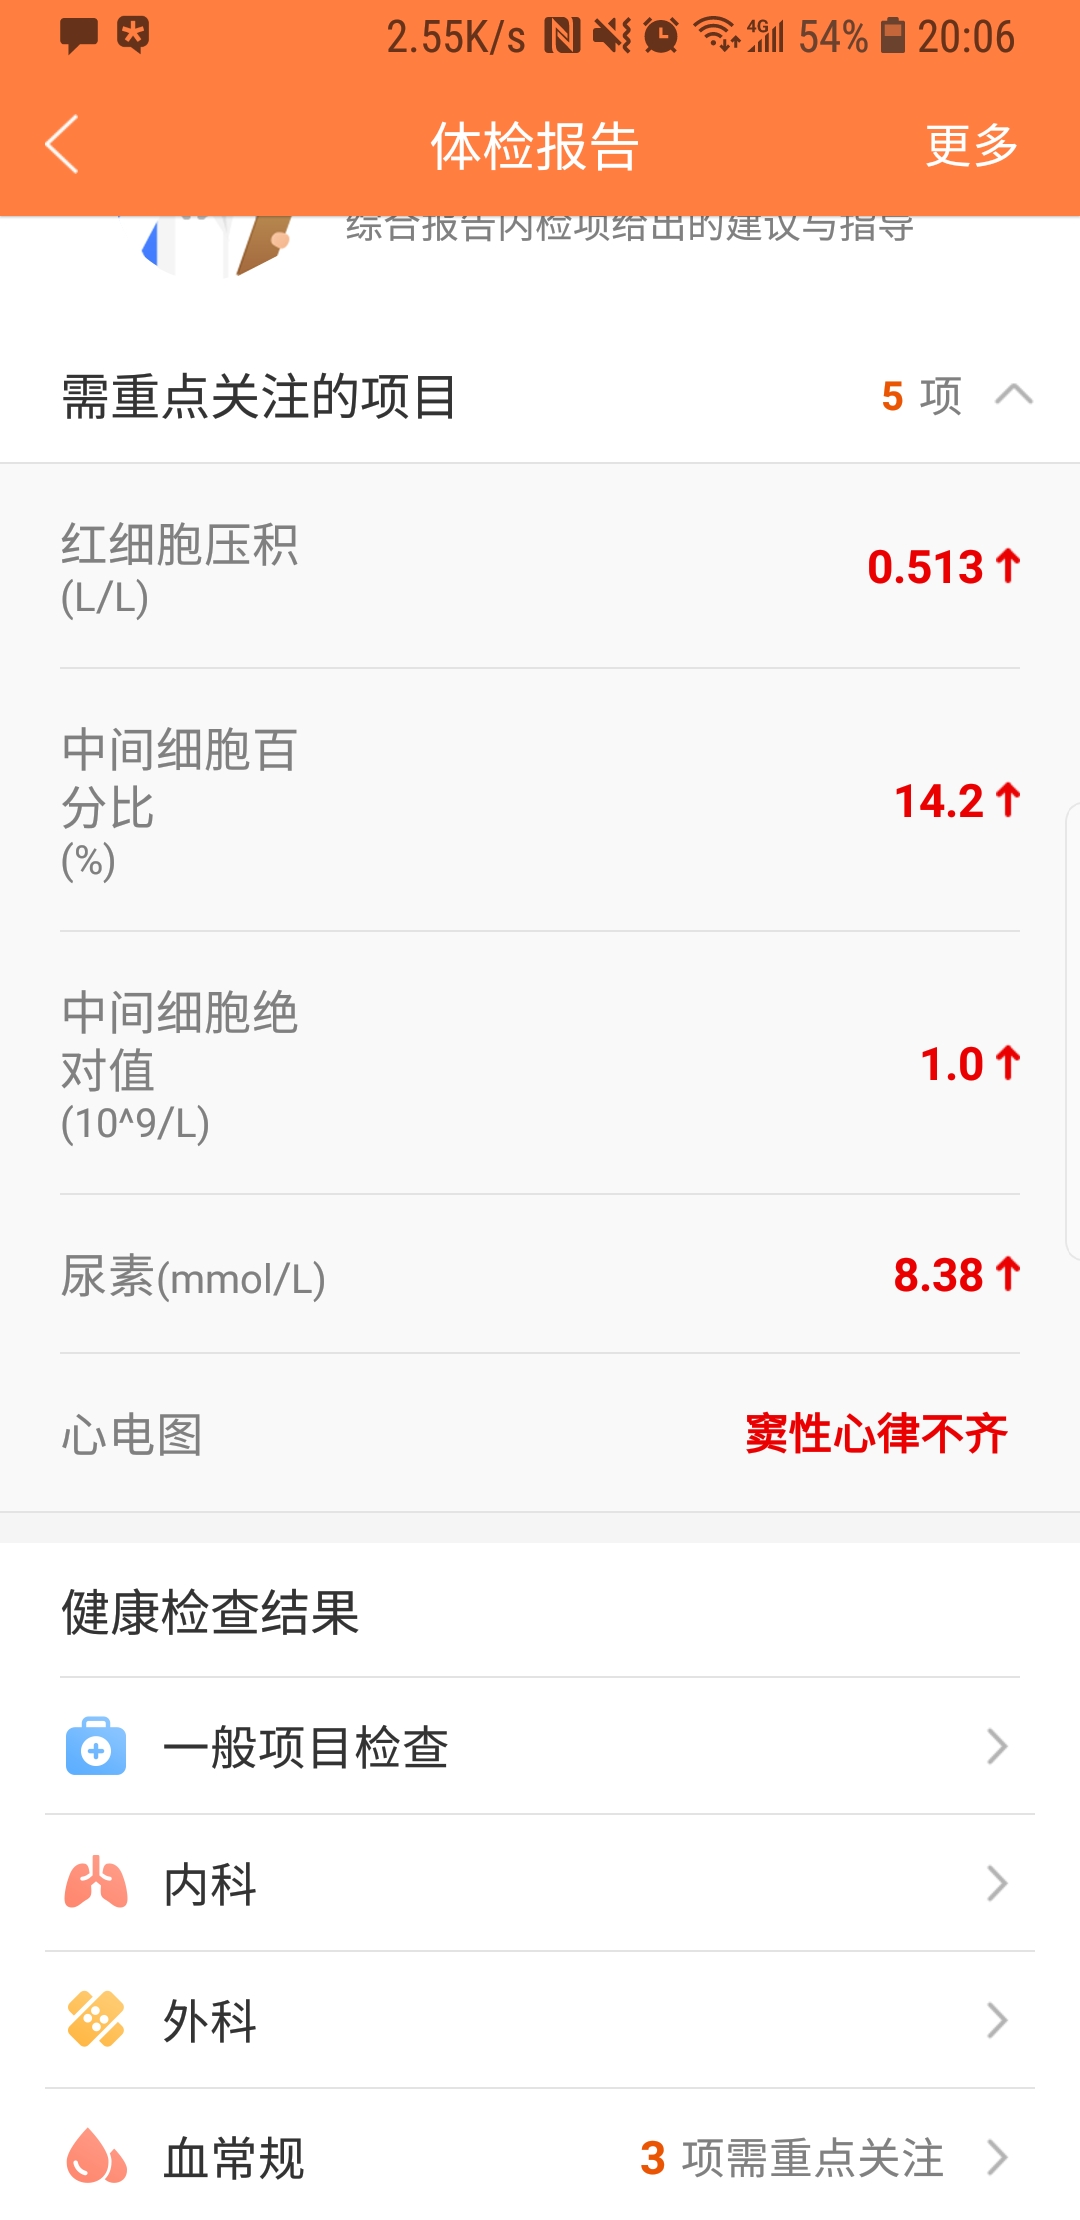 2.55K/s 4G 54% 20:06
体检报告 更多
综合报告内检项给出的建议与指导
需重点关注的项目 5 项
红细胞压积
(L/L)
0.513↑
中间细胞百
分比
(%)
14.2↑
中间细胞绝
对值
(10^9/L)
1.0↑
尿素(mmol/L) 8.38↑
心电图 窦性心律不齐
健康检查结果
一般项目检查
内科
外科
血常规 3 项需重点关注